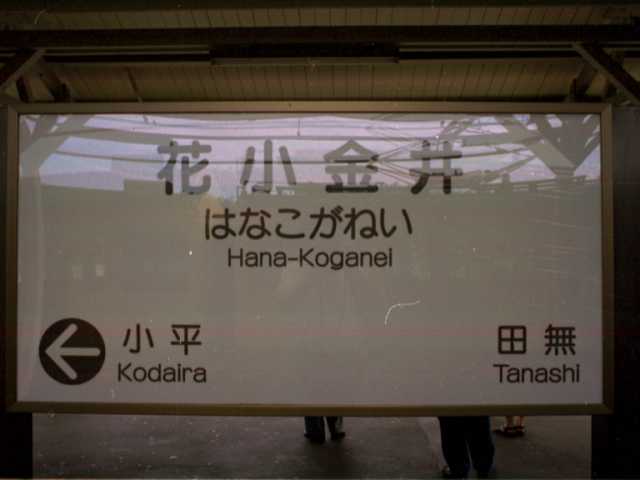 花小金井
はなこがねい
Hana-Koganei
小平
Kodaira
田無
Tanashi